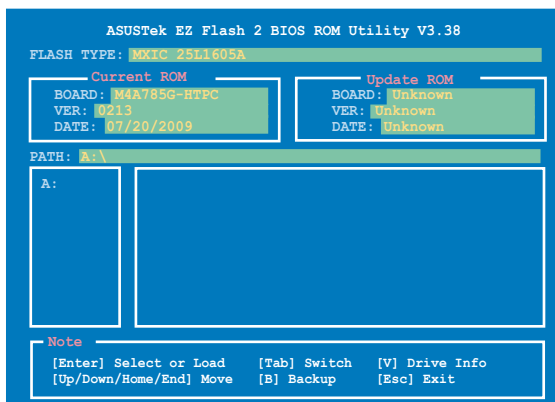 ASUSTek EZ Flash 2 BIOS ROM Utility V3.38
FLASH TYPE: MXIC 25L1605A
Current ROM
BOARD: M4A785G-HTPC
VER: 0213
DATE: 07/20/2009
Update ROM
BOARD: Unknown
VER: Unknown
DATE: Unknown
PATH: A:\
A:
Note
[Enter] Select or Load [Tab] Switch [V] Drive Info
[Up/Down/Home/End] Move [B] Backup [Esc] Exit